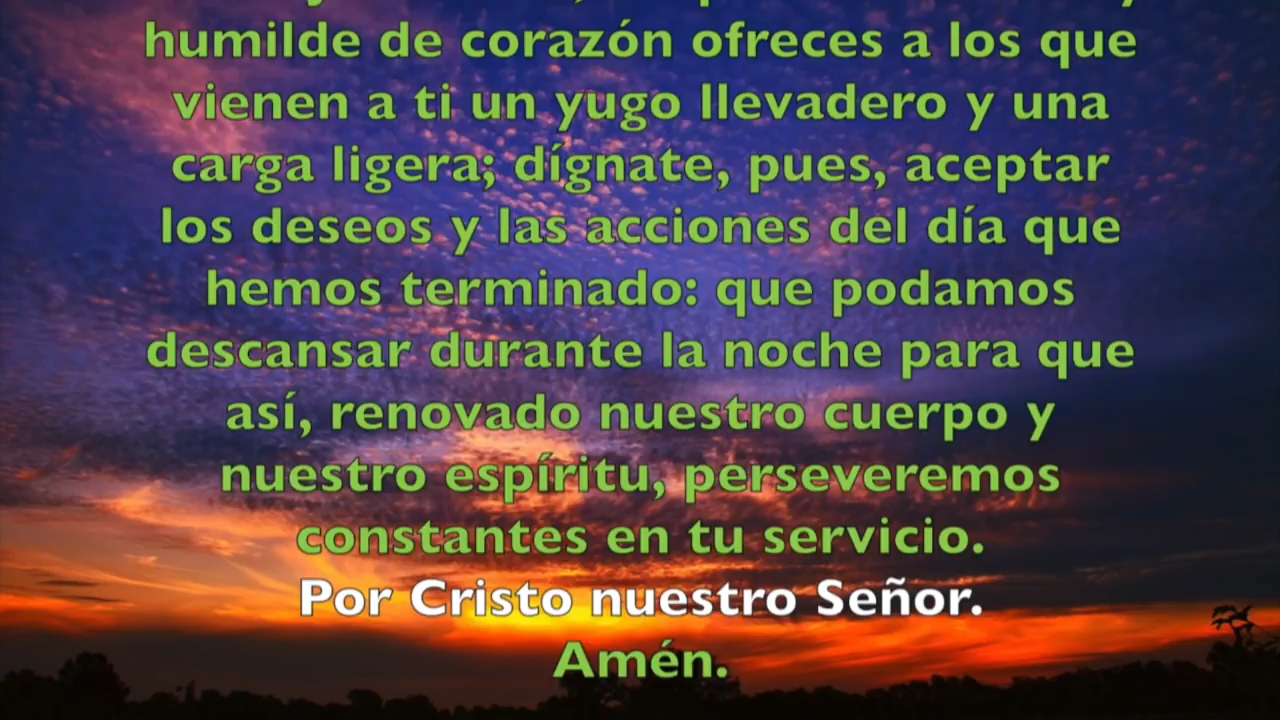 humilde de corazón ofreces a los que
vienen a ti un yugo llevadero y una
carga ligera; dígnate, pues, aceptar
los deseos y las acciones del día que
hemos terminado: que podamos
descansar durante la noche para que
así, renovado nuestro cuerpo y
nuestro espíritu, perseveremos
constantes en tu servicio.
Por Cristo nuestro Señor.
Amén.